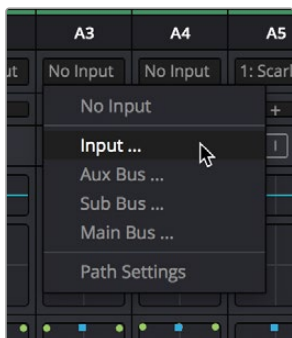 A3 A4 A5
ut No Input No Input 1: Scarl
No Input
+
Input ...
I
Aux Bus ...
Sub Bus ...
Main Bus ...
Path Settings